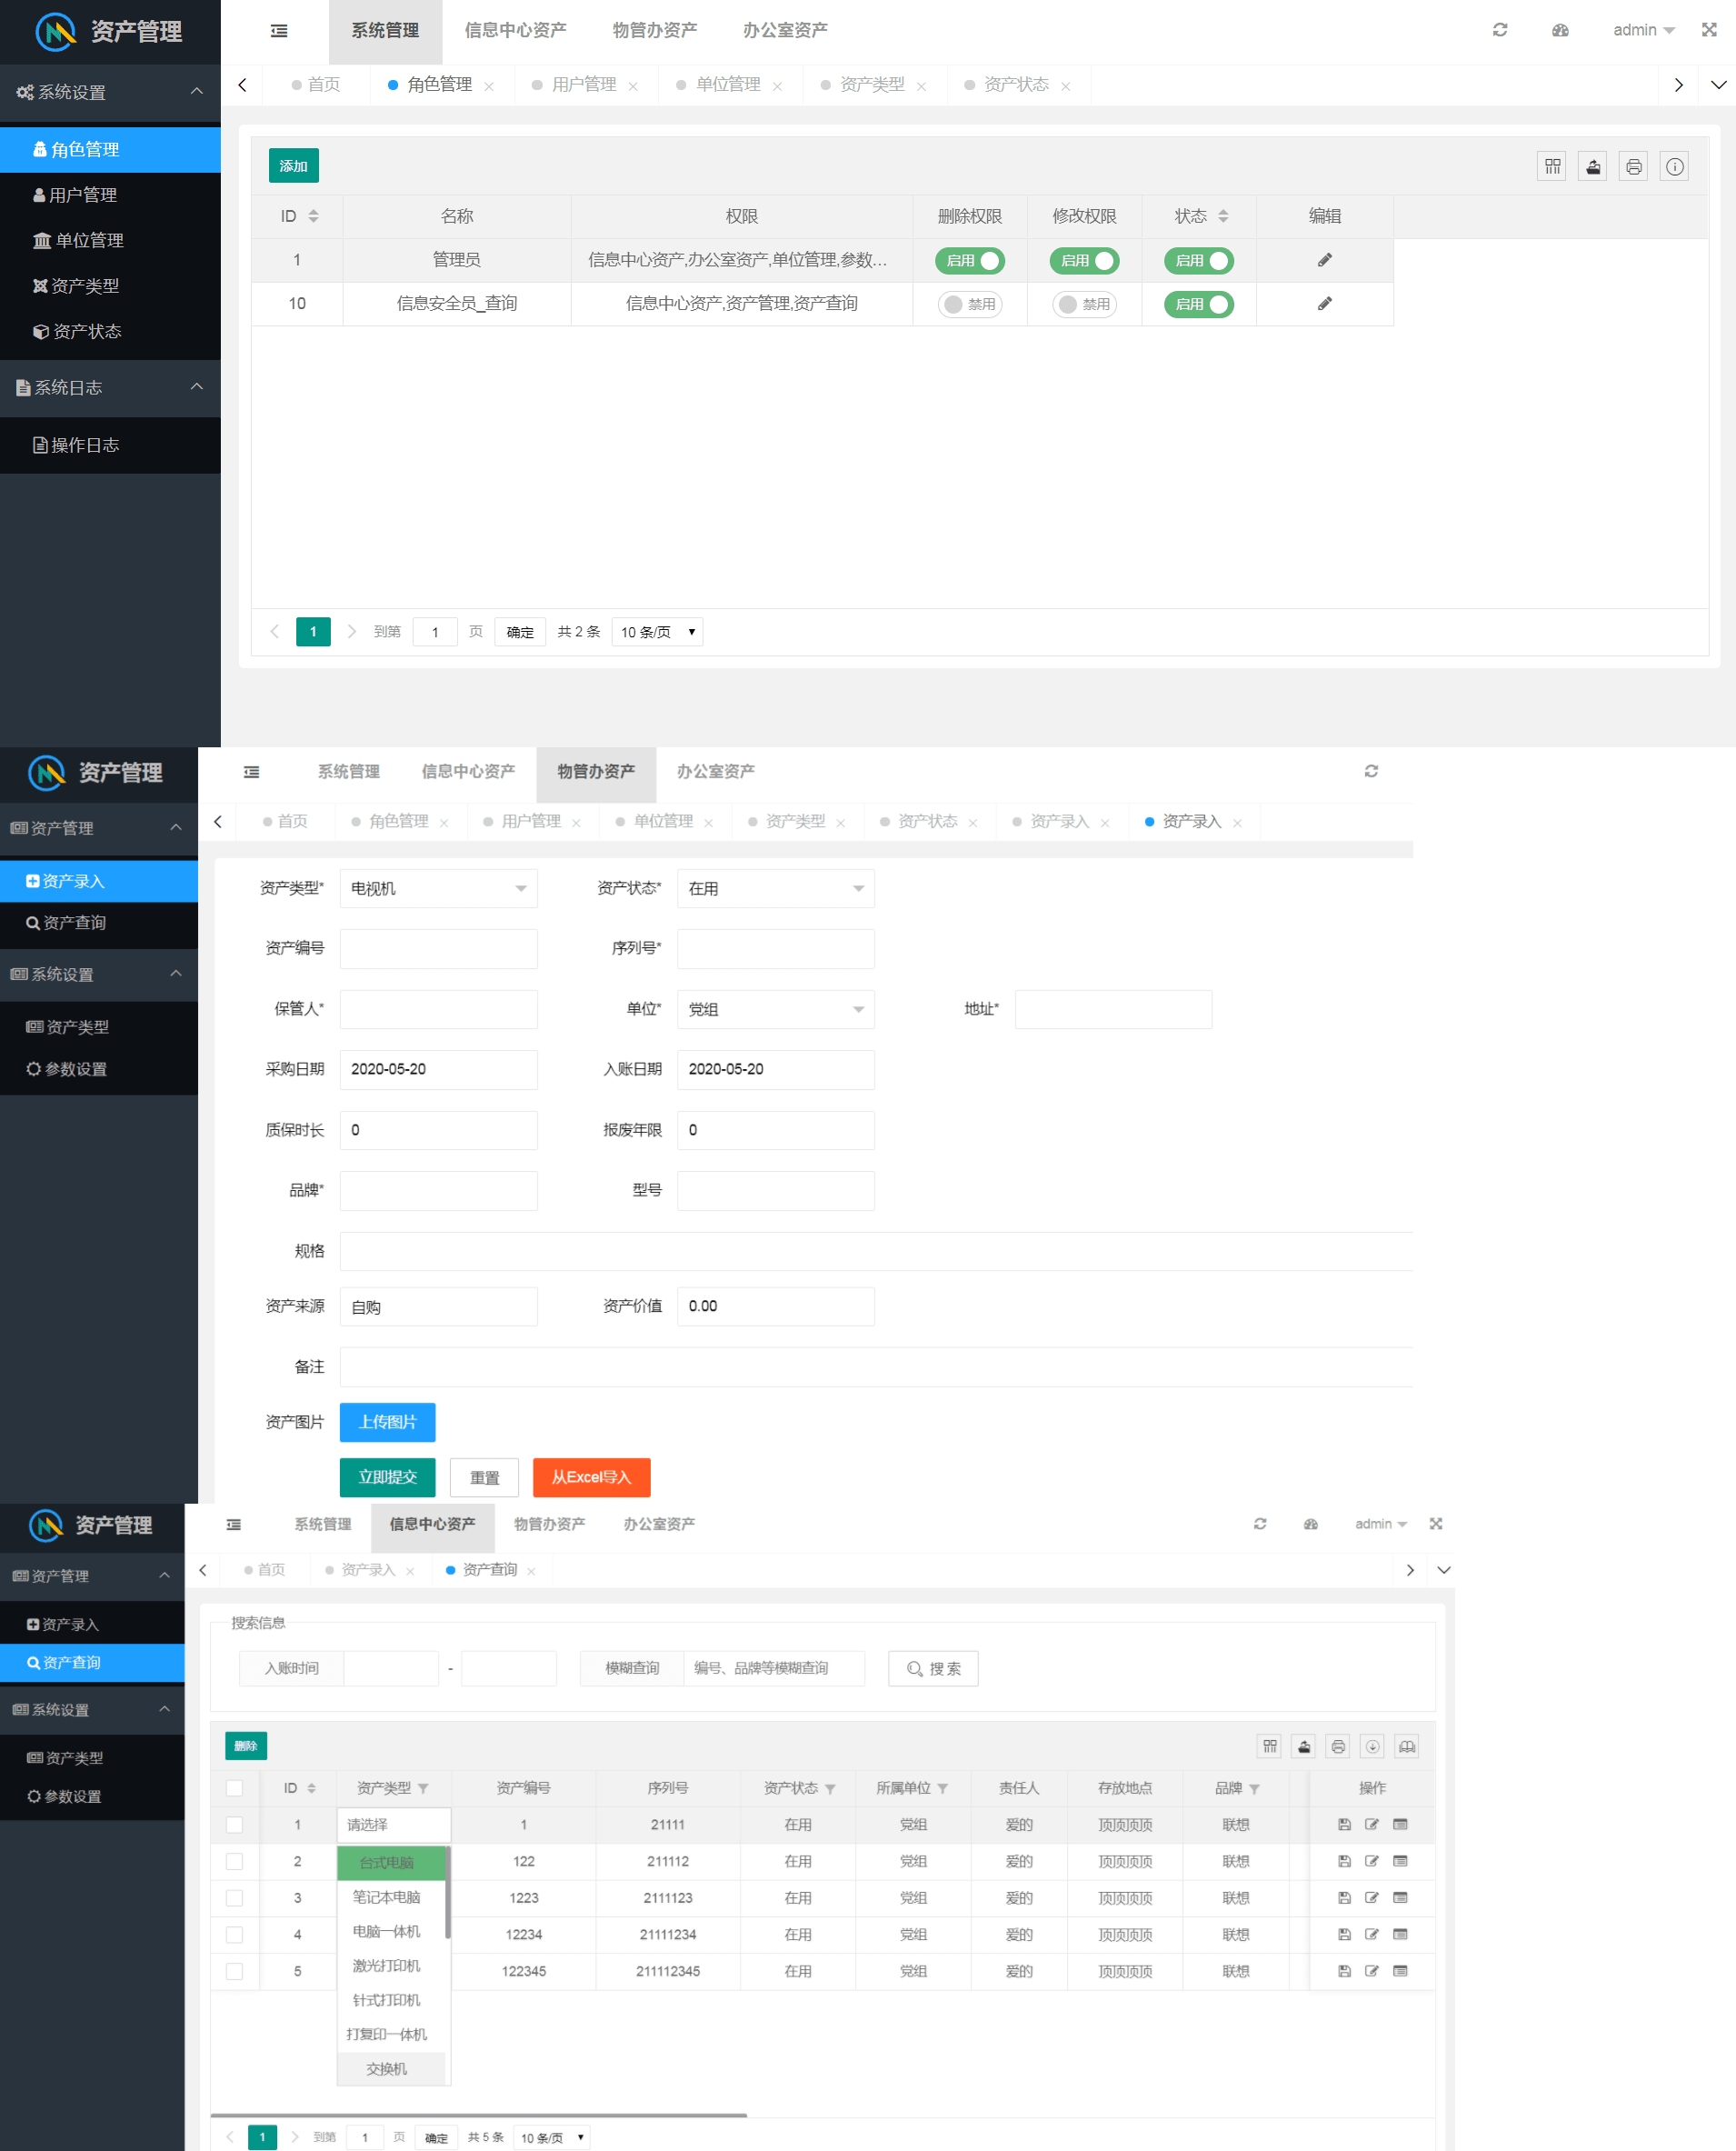 资产管理
系统管理 信息中心资产 物管办资产 办公室资产 admin
系统设置
首页 角色管理 用户管理 单位管理 资产类型 资产状态
角色管理
用户管理
单位管理
资产类型
资产状态
系统日志
操作日志
添加
ID 名称 权限 删除权限 修改权限 状态 编辑
1 管理员 信息中心资产,办公室资产,单位管理,参数... 启用 启用 启用
10 信息安全员_查询 信息中心资产,资产管理,资产查询 禁用 禁用 启用
1 到第 1 页 确定 共 2 条 10 条/页
资产管理
系统管理 信息中心资产 物管办资产 办公室资产
资产管理
首页 角色管理 用户管理 单位管理 资产类型 资产状态 资产录入 资产录入
资产录入
资产查询
系统设置
资产类型
参数设置
资产类型* 电视机 资产状态* 在用
资产编号 序列号*
保管人* 单位* 党组 地址*
采购日期 2020-05-20 入账日期 2020-05-20
质保时长 0 报废年限 0
品牌* 型号
规格
资产来源 自购 资产价值 0.00
备注
资产图片 上传图片
立即提交 重置 从Excel导入
资产管理
系统管理 信息中心资产 物管办资产 办公室资产 admin
资产管理
首页 资产录入 资产查询
资产录入
资产查询
系统设置
资产类型
参数设置
搜索信息
入账时间 - 模糊查询 编号、品牌等模糊查询 搜 索
删除
ID 资产类型 资产编号 序列号 资产状态 所属单位 责任人 存放地点 品牌 操作
1 请选择 1 21111 在用 党组 爱的 顶顶顶顶 联想
2 台式电脑 122 211112 在用 党组 爱的 顶顶顶顶 联想
3 笔记本电脑 1223 2111123 在用 党组 爱的 顶顶顶顶 联想
4 电脑一体机 12234 21111234 在用 党组 爱的 顶顶顶顶 联想
5 激光打印机 122345 211112345 在用 党组 爱的 顶顶顶顶 联想
针式打印机
打复印一体机
交换机
1 到第 1 页 确定 共 5 条 10 条/页